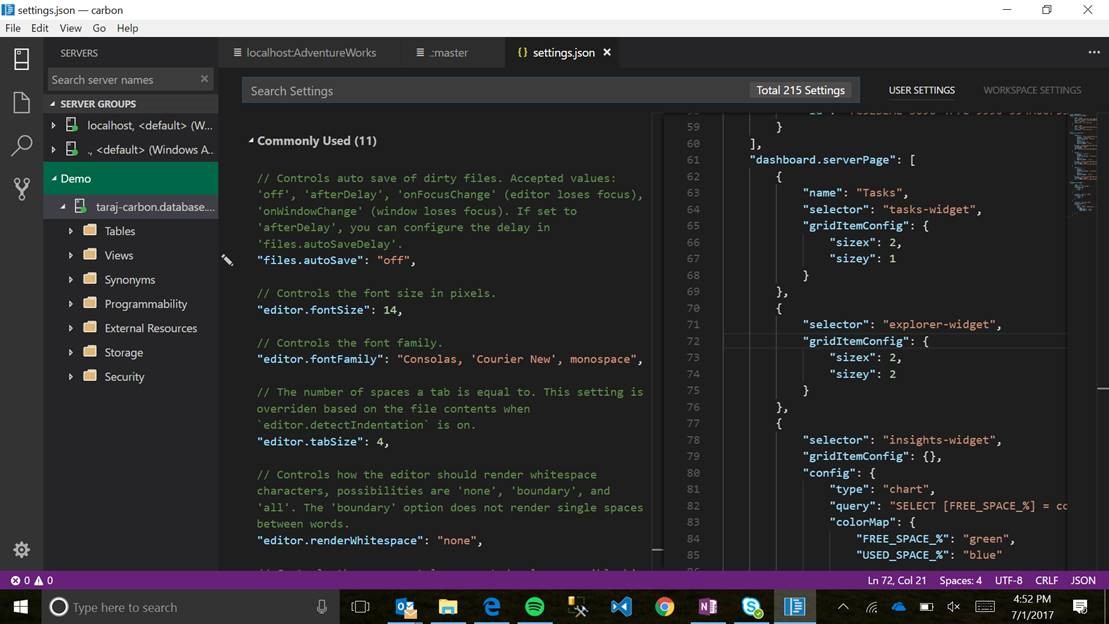 settings.json — carbon
File Edit View Go Help
SERVERS
localhost:AdventureWorks
:master
{} settings.json
Search server names
Search Settings
Total 215 Settings
USER SETTINGS
WORKSPACE SETTINGS
SERVER GROUPS
localhost, <default> (W...
., <default> (Windows A...
Demo
taraj-carbon.database....
Tables
Views
Synonyms
Programmability
External Resources
Storage
Security
Commonly Used (11)
// Controls auto save of dirty files. Accepted values:
'off', 'afterDelay', 'onFocusChange' (editor loses focus),
'onWindowChange' (window loses focus). If set to
'afterDelay', you can configure the delay in
'files.autoSaveDelay'.
"files.autoSave": "off",
// Controls the font size in pixels.
"editor.fontSize": 14,
// Controls the font family.
"editor.fontFamily": "Consolas, 'Courier New', monospace",
// The number of spaces a tab is equal to. This setting is
overriden based on the file contents when
`editor.detectIndentation` is on.
"editor.tabSize": 4,
// Controls how the editor should render whitespace
characters, possibilities are 'none', 'boundary', and
'all'. The 'boundary' option does not render single spaces
between words.
"editor.renderWhitespace": "none",
59 }
60 ],
61 "dashboard.serverPage": [
62 {
63 "name": "Tasks",
64 "selector": "tasks-widget",
65 "gridItemConfig": {
66 "sizex": 2,
67 "sizey": 1
68 }
69 },
70 {
71 "selector": "explorer-widget",
72 "gridItemConfig": {
73 "sizex": 2,
74 "sizey": 2
75 }
76 },
77 {
78 "selector": "insights-widget",
79 "gridItemConfig": {},
80 "config": {
81 "type": "chart",
82 "query": "SELECT [FREE_SPACE_%] = co
83 "colorMap": {
84 "FREE_SPACE_%": "green",
85 "USED_SPACE_%": "blue"
0 0
Ln 72, Col 21 Spaces: 4 UTF-8 CRLF JSON
Type here to search
4:52 PM
7/1/2017